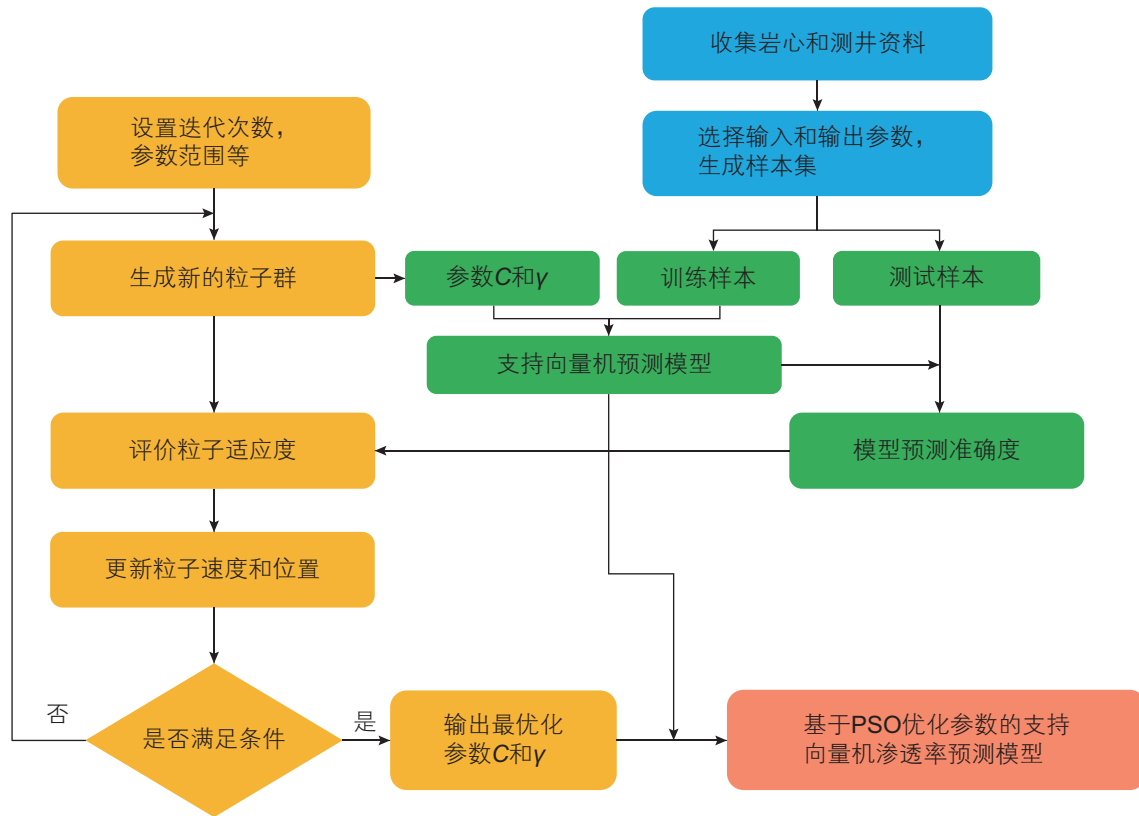 收集岩心和测井资料
设置迭代次数，
参数范围等
选择输入和输出参数，
生成样本集
生成新的粒子群
参数C和γ
训练样本
测试样本
支持向量机预测模型
评价粒子适应度
模型预测准确度
更新粒子速度和位置
否
是否满足条件
是
输出最优化
参数C和γ
基于PSO优化参数的支持
向量机渗透率预测模型